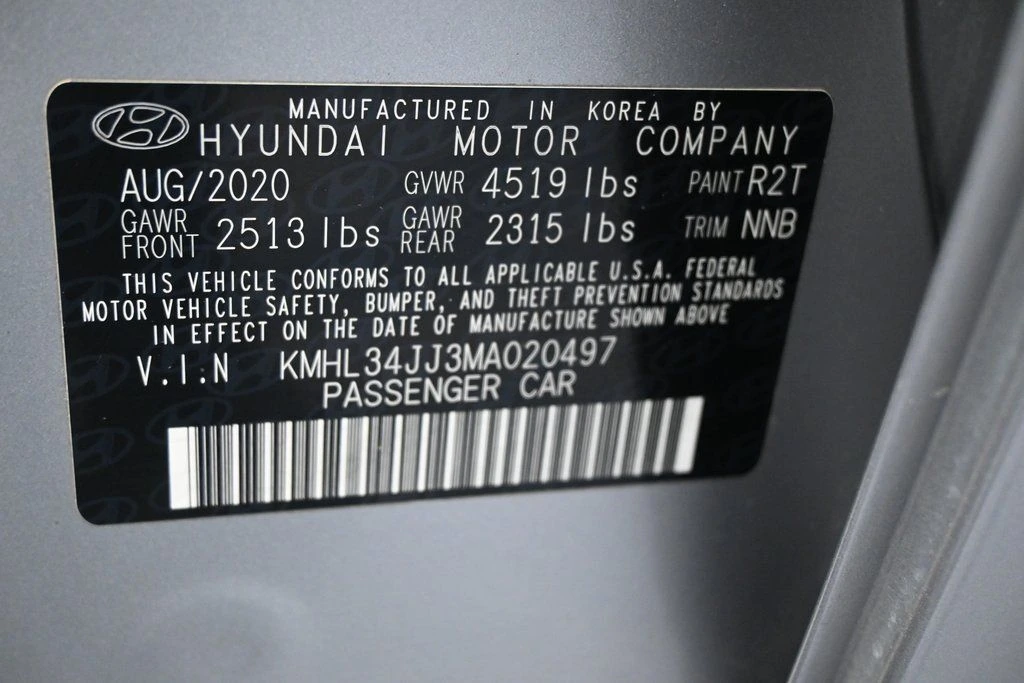 MANUFACTURED IN KOREA BY
HYUNDAI MOTOR COMPANY
AUG/2020 GVWR 4519 lbs PAINT R2T
GAWR FRONT 2513 lbs GAWR REAR 2315 lbs TRIM NNB
THIS VEHICLE CONFORMS TO ALL APPLICABLE U.S.A. FEDERAL
MOTOR VEHICLE SAFETY, BUMPER, AND THEFT PREVENTION STANDARDS
IN EFFECT ON THE DATE OF MANUFACTURE SHOWN ABOVE
V.I.N KMHL34JJ3MA020497
PASSENGER CAR